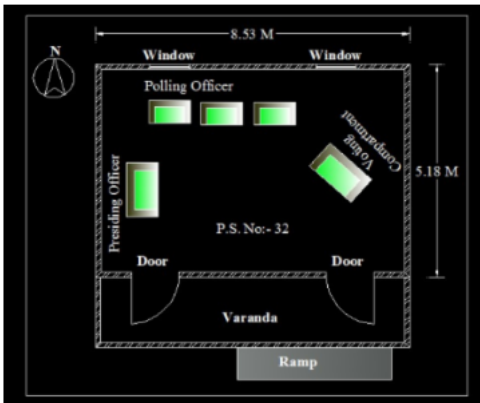 8.53 M
N
Window
Window
Polling Officer
Voting
Compartment
5.18 M
Presiding Officer
P.S. No:- 32
Door
Door
Varanda
Ramp